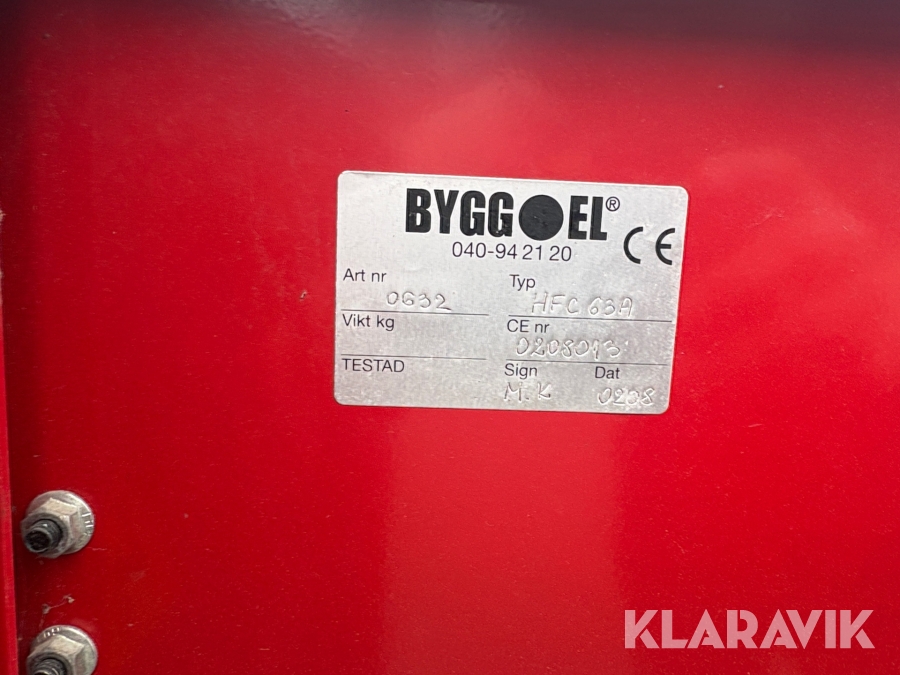 BYGG EL®
040-94 21 20
CE
Art nr 0632
Typ HFC 63A
Vikt kg
CE nr 0208013
TESTAD
Sign M.K
Dat 0208
KLARAVIK